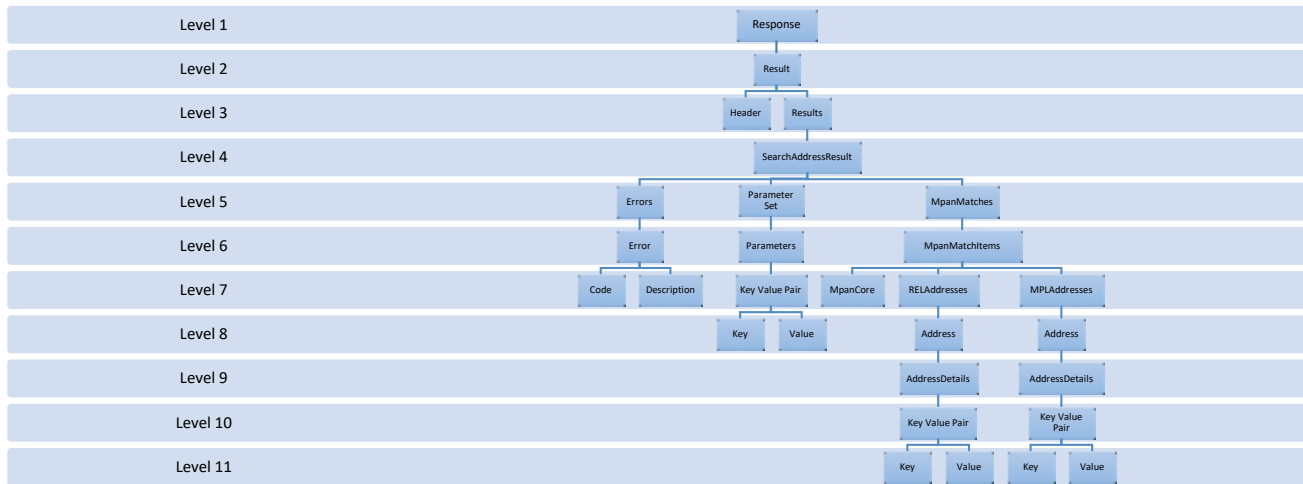 Level 1
Response
Level 2
Result
Level 3
Header
Results
Level 4
SearchAddressResult
Level 5
Errors
Parameter
Set
MpanMatches
Level 6
Error
Parameters
MpanMatchItems
Level 7
Code
Description
Key Value Pair
MpanCore
RELAddresses
MPLAddresses
Level 8
Key
Value
Address
Address
Level 9
AddressDetails
AddressDetails
Level 10
Key Value Pair
Key Value
Pair
Level 11
Key
Value
Key
Value